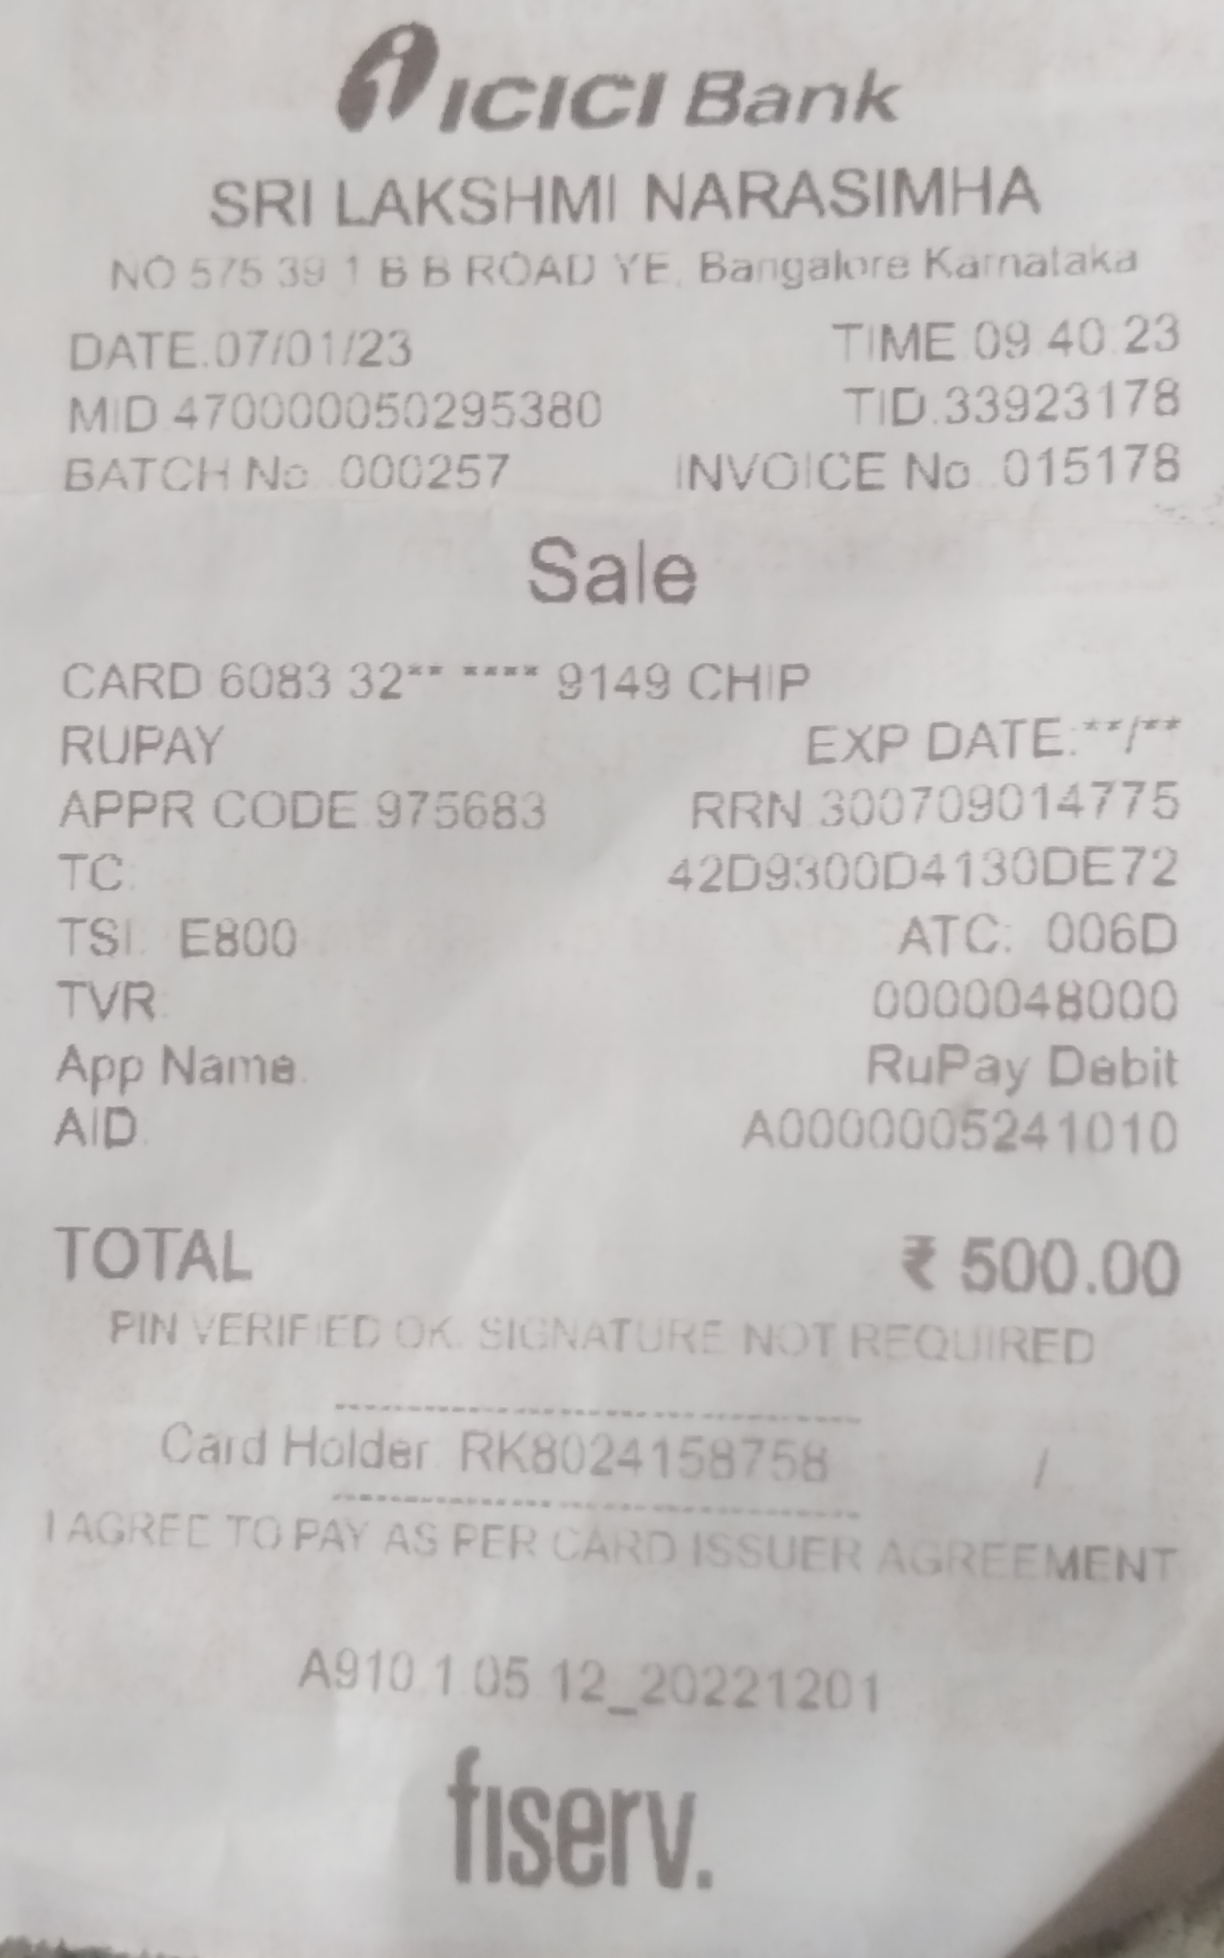 ICICI Bank
SRI LAKSHMI NARASIMHA
NO 575 39 1 B B ROAD YE, Bangalore Karnataka
DATE.07/01/23 TIME 09 40 23
MID 470000050295380 TID.33923178
BATCH No. 000257 INVOICE No. 015178
Sale
CARD 6083 32** **** 9149 CHIP
RUPAY EXP DATE:**/**
APPR CODE 975683 RRN 300709014775
TC: 42D9300D4130DE72
TSI: E800 ATC: 006D
TVR: 0000048000
App Name: RuPay Debit
AID: A0000005241010
TOTAL ₹ 500.00
PIN VERIFIED OK. SIGNATURE NOT REQUIRED
Card Holder RK8024158758 /
I AGREE TO PAY AS PER CARD ISSUER AGREEMENT
A910 1 05 12_20221201
fiserv.